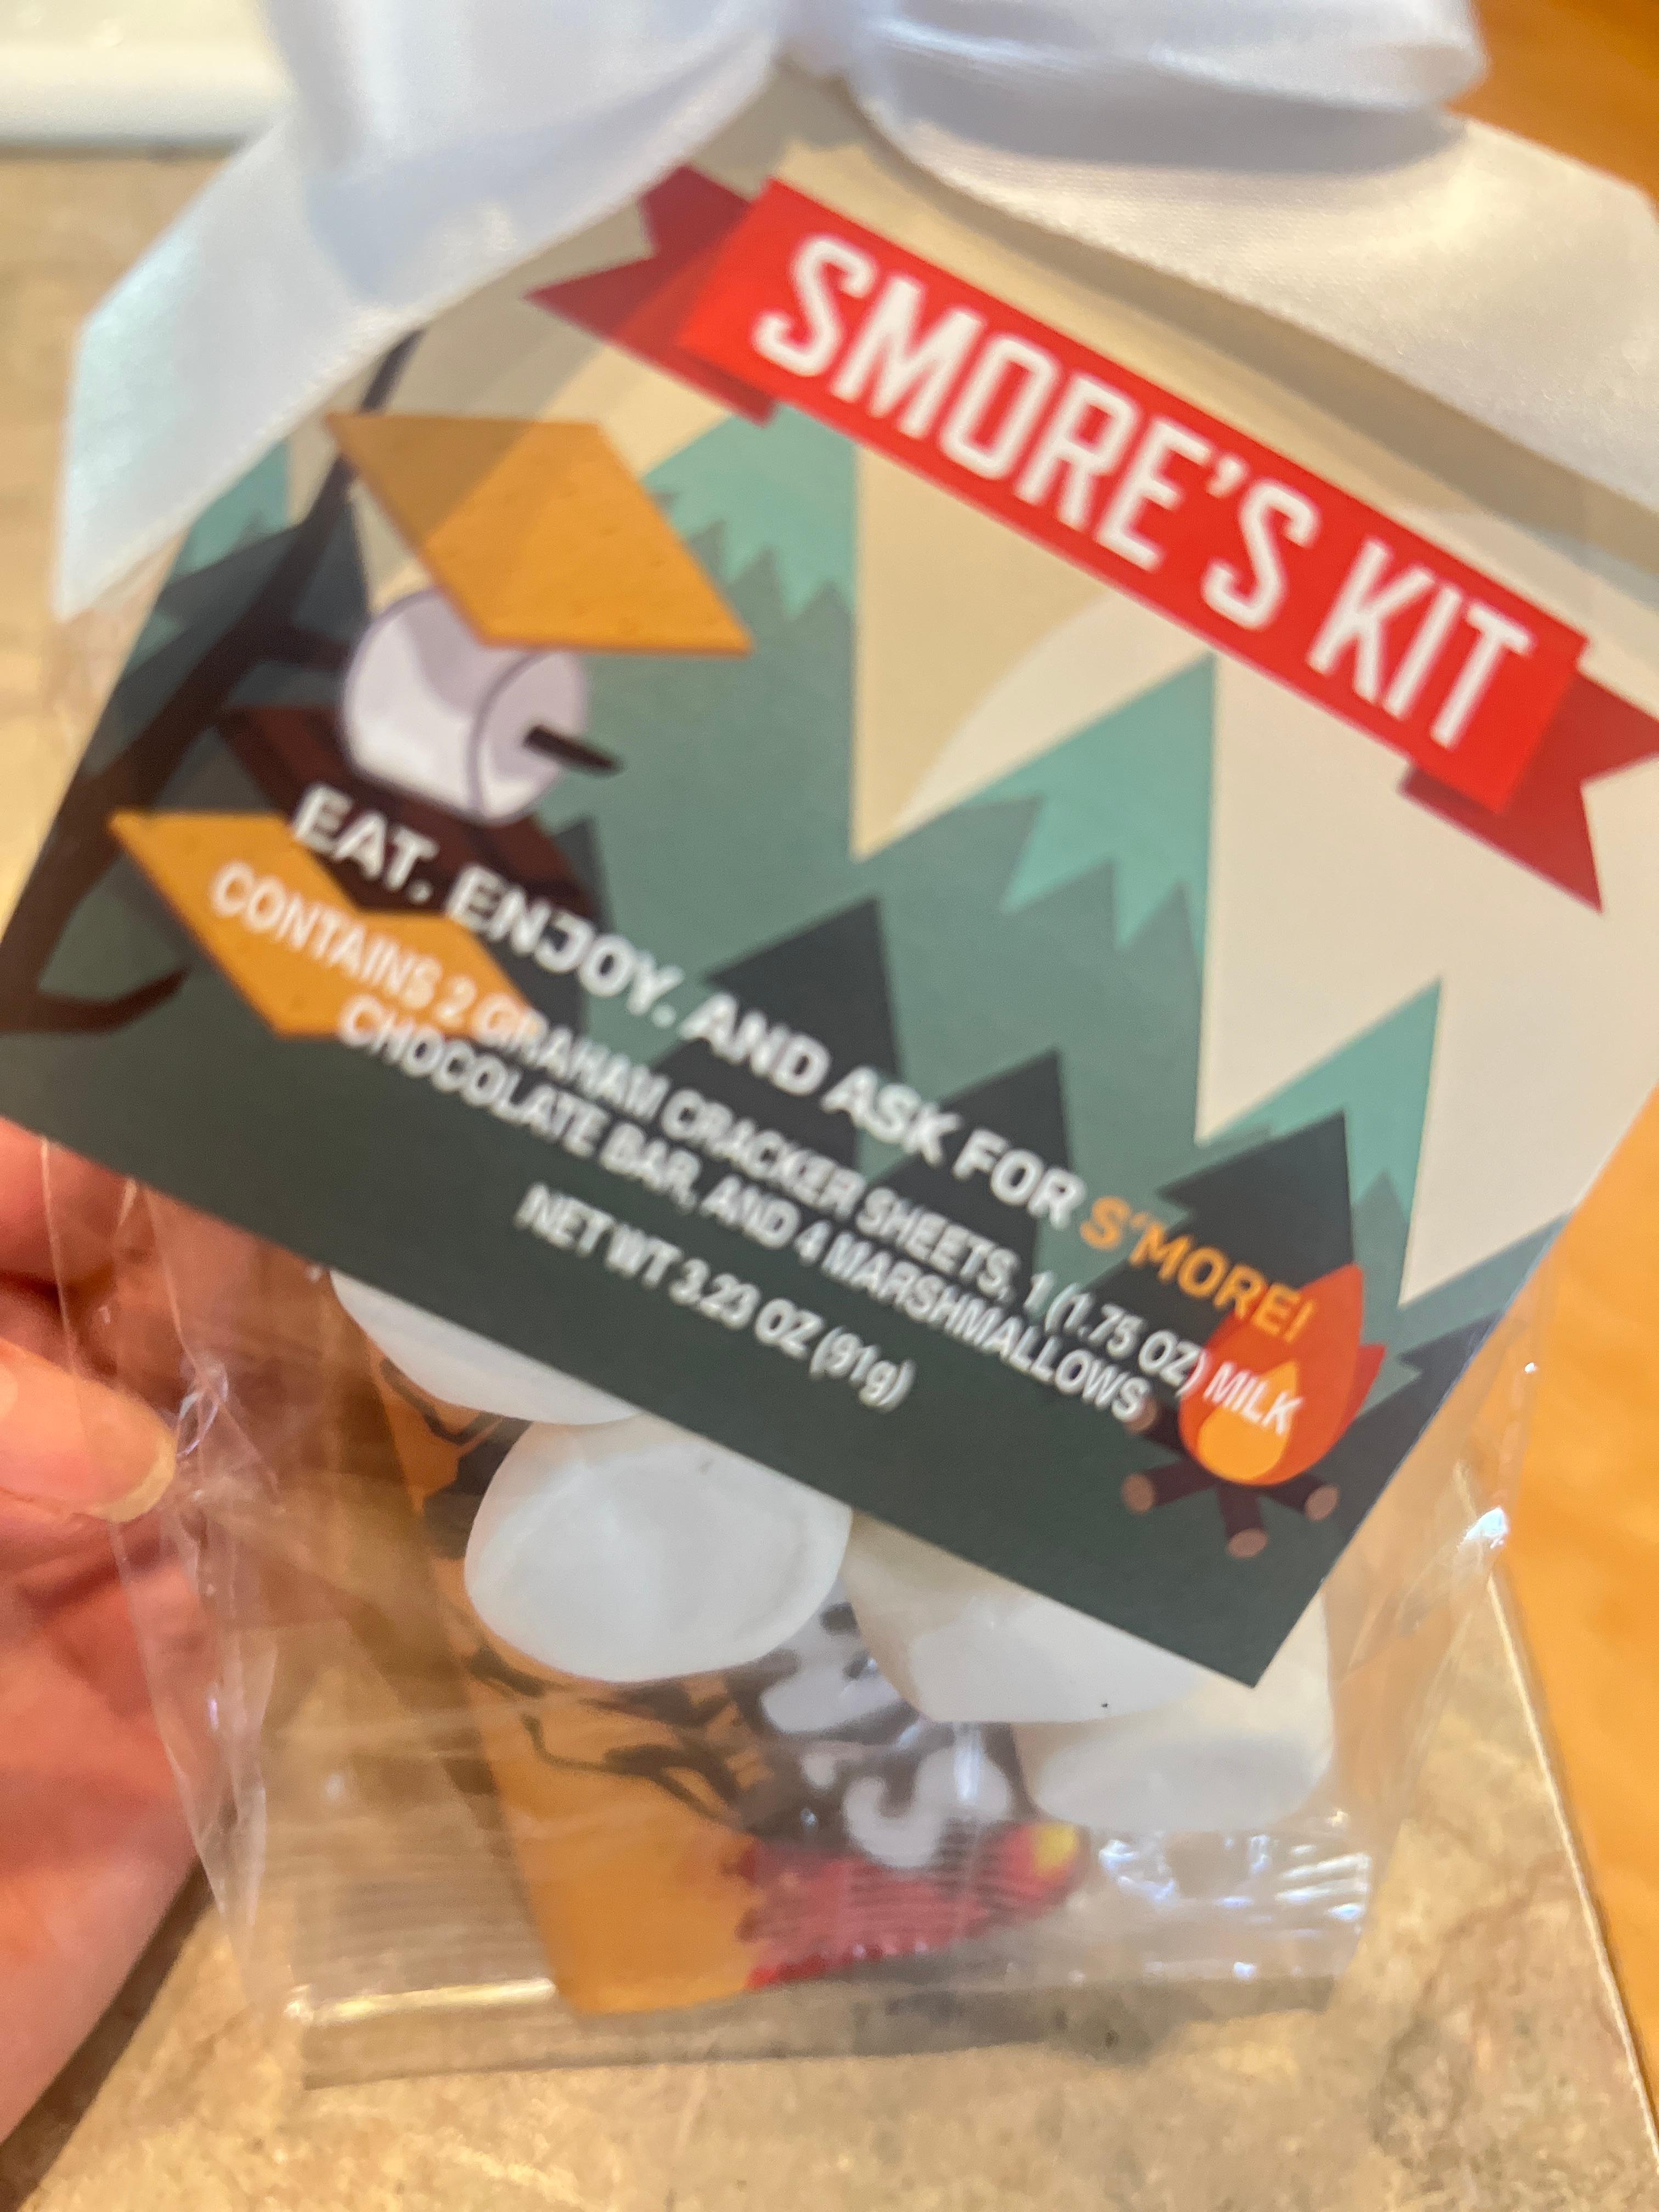 SMORE'S KIT
EAT, ENJOY. AND ASK FOR S'MORE!
CONTAINS 2 GRAHAM CRACKER SHEETS, 1 (1.75 OZ) MILK
CHOCOLATE BAR, AND 4 MARSHMALLOWS
NET WT 3.23 OZ (91g)